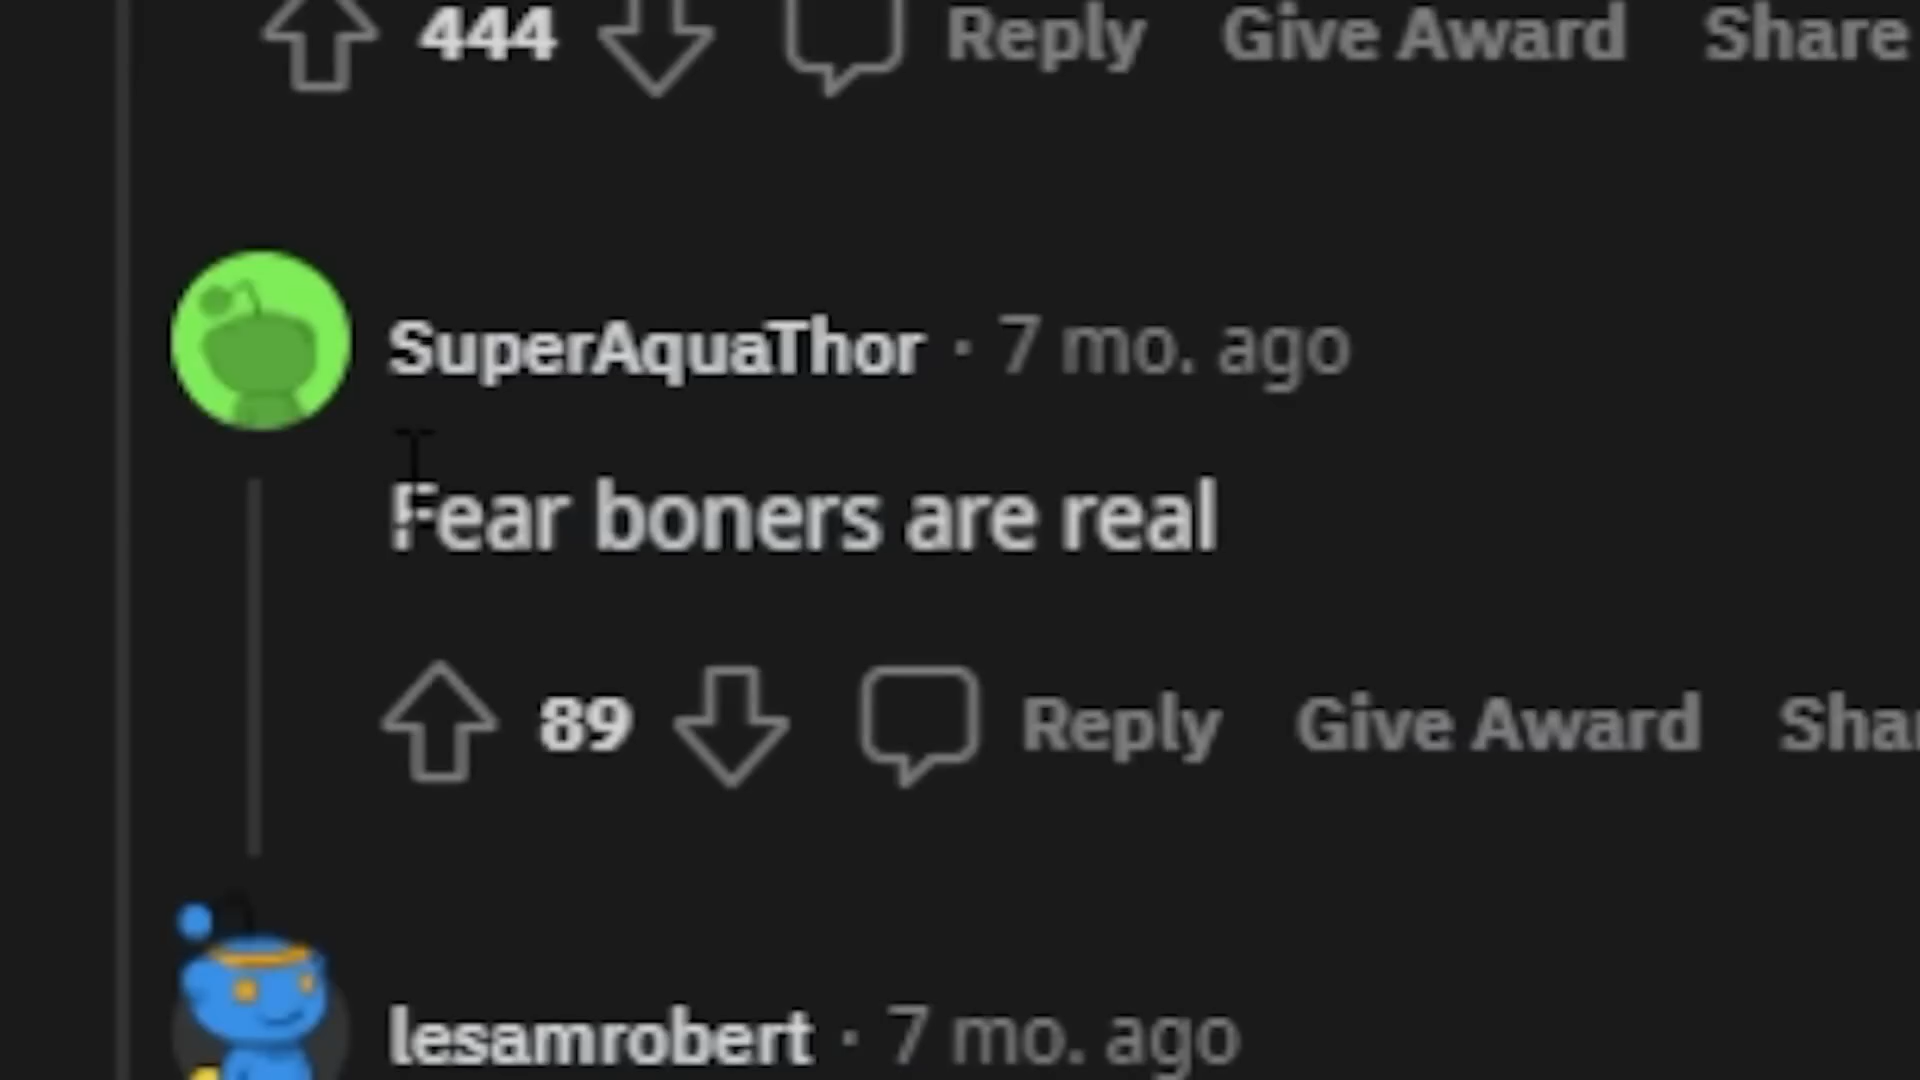 444 Reply Give Award Share
SuperAquaThor · 7 mo. ago
Fear boners are real
89 Reply Give Award Shar
lesamrobert · 7 mo. ago